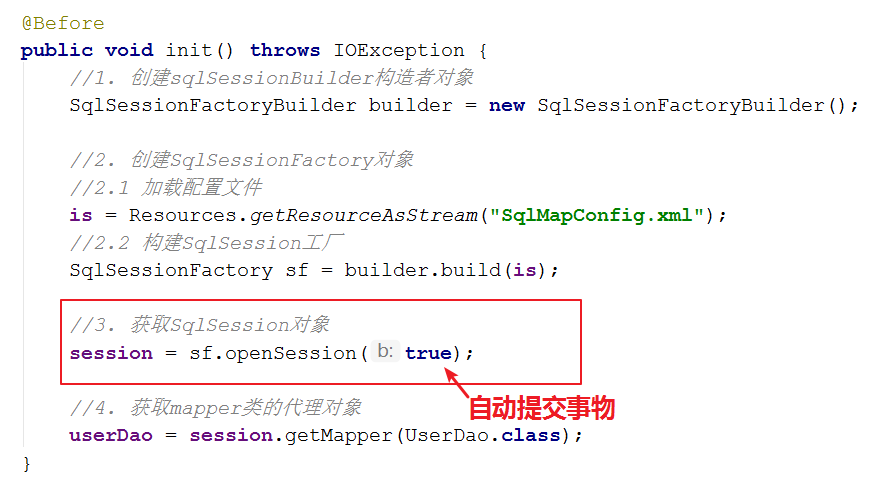 @Before
public void init() throws IOException {
//1. 创建sqlSessionBuilder构造者对象
SqlSessionFactoryBuilder builder = new SqlSessionFactoryBuilder();
//2. 创建SqlSessionFactory对象
//2.1 加载配置文件
is = Resources.getResourceAsStream("SqlMapConfig.xml");
//2.2 构建SqlSession工厂
SqlSessionFactory sf = builder.build(is);
//3. 获取SqlSession对象
session = sf.openSession( b: true);
自动提交事物
//4. 获取mapper类的代理对象
userDao = session.getMapper(UserDao.class);
}